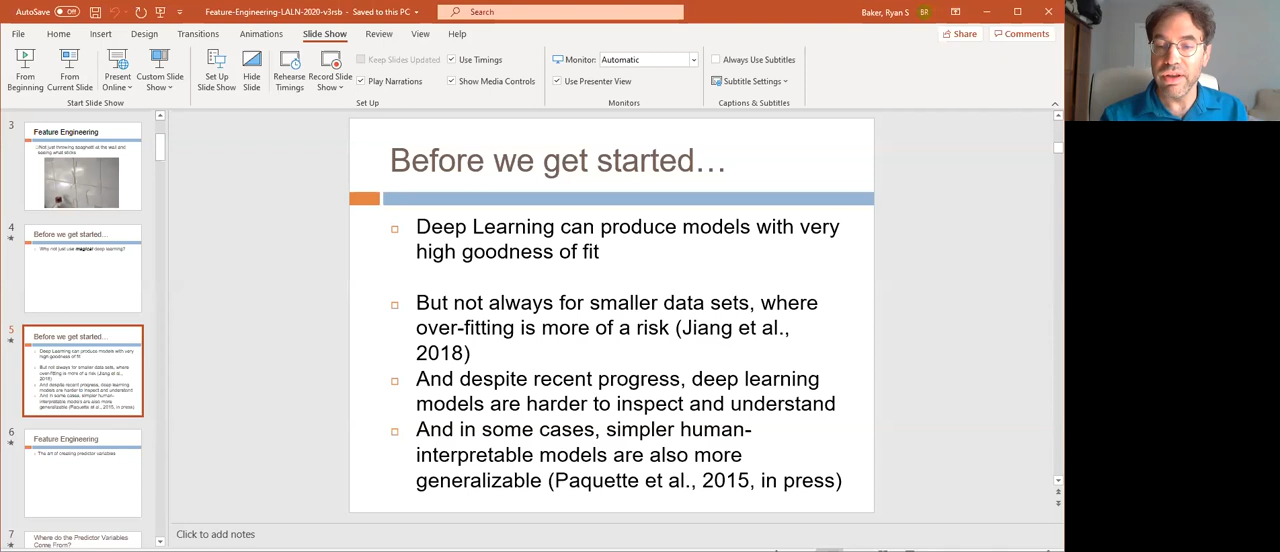 AutoSave Off Feature-Engineering-LALN-2020-v3rsb - Saved to this PC Search Baker, Ryan S BR
File Home Insert Design Transitions Animations Slide Show Review View Help Share Comments
From Beginning
From Current Slide
Present Online
Custom Slide Show
Start Slide Show
Set Up Slide Show
Hide Slide
Rehearse Timings
Record Slide Show
Keep Slides Updated
Play Narrations
Use Timings
Show Media Controls
Set Up
Monitor: Automatic
Use Presenter View
Monitors
Always Use Subtitles
Subtitle Settings
Captions & Subtitles
3
Feature Engineering
Not just throwing spaghetti at the wall and
seeing what sticks
4
Before we get started...
Why not just use magical deep learning?
5
Before we get started...
Deep Learning can produce models with very
high goodness of fit
But not always for smaller data sets, where
over-fitting is more of a risk (Jiang et al.,
2018)
And despite recent progress, deep learning
models are harder to inspect and understand
And in some cases, simpler human-
interpretable models are also more
generalizable (Paquette et al., 2015, in press)
6
Feature Engineering
The art of creating predictor variables
7
Where do the Predictor Variables
Come From?
Before we get started…
Deep Learning can produce models with very
high goodness of fit
But not always for smaller data sets, where
over-fitting is more of a risk (Jiang et al.,
2018)
And despite recent progress, deep learning
models are harder to inspect and understand
And in some cases, simpler human-
interpretable models are also more
generalizable (Paquette et al., 2015, in press)
Click to add notes